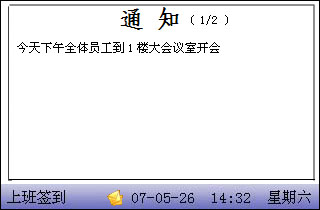 通 知 ( 1/2 )
今天下午全体员工到1楼大会议室开会
上班签到 07-05-26 14:32 星期六